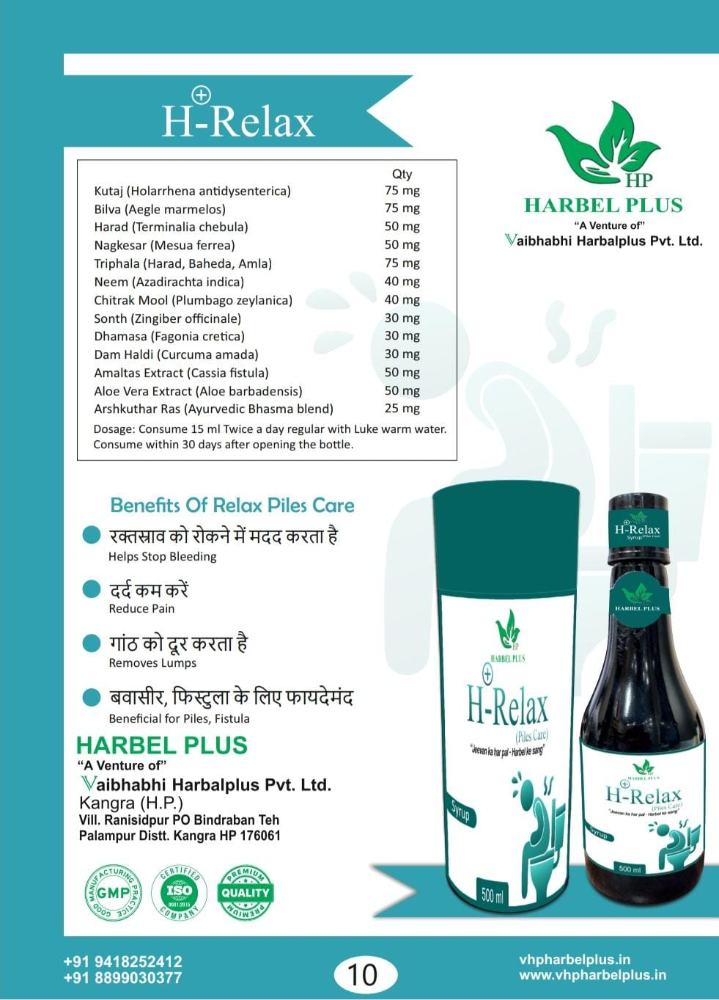 H-Relax
HP
HARBEL PLUS
“A Venture of”
Vaibhabhi Harbalplus Pvt. Ltd.
Qty
Kutaj (Holarrhena antidysenterica) 75 mg
Bilva (Aegle marmelos) 75 mg
Harad (Terminalia chebula) 50 mg
Nagkesar (Mesua ferrea) 50 mg
Triphala (Harad, Baheda, Amla) 75 mg
Neem (Azadirachta indica) 40 mg
Chitrak Mool (Plumbago zeylanica) 40 mg
Sonth (Zingiber officinale) 30 mg
Dhamasa (Fagonia cretica) 30 mg
Dam Haldi (Curcuma amada) 30 mg
Amaltas Extract (Cassia fistula) 50 mg
Aloe Vera Extract (Aloe barbadensis) 50 mg
Arshkuthar Ras (Ayurvedic Bhasma blend) 25 mg
Dosage: Consume 15 ml Twice a day regular with Luke warm water.
Consume within 30 days after opening the bottle.
Benefits Of Relax Piles Care
रक्तस्राव को रोकने में मदद करता है
Helps Stop Bleeding
दर्द कम करें
Reduce Pain
गांठ को दूर करता है
Removes Lumps
बवासीर, फिस्टुला के लिए फायदेमंद
Beneficial for Piles, Fistula
HARBEL PLUS
“A Venture of”
Vaibhabhi Harbalplus Pvt. Ltd.
Kangra (H.P.)
Vill. Ranisidpur PO Bindraban Teh
Palampur Distt. Kangra HP 176061
GOOD MANUFACTURING PRACTICE
GMP
CERTIFIED
ISO
9001:2015
COMPANY
PREMIUM
QUALITY
PREMIUM
HP
HARBEL PLUS
H-Relax
(Piles Care)
"Jeevan ka har pal - Harbel ke sang"
Syrup
500 ml
H-Relax
Syrup (Piles Care)
HARBEL PLUS
HP
HARBEL PLUS
H-Relax
(Piles Care)
"Jeevan ka har pal - Harbel ke sang"
Syrup
500 ml
+91 9418252412
+91 8899030377
10
vhpharbelplus.in
www.vhpharbelplus.in